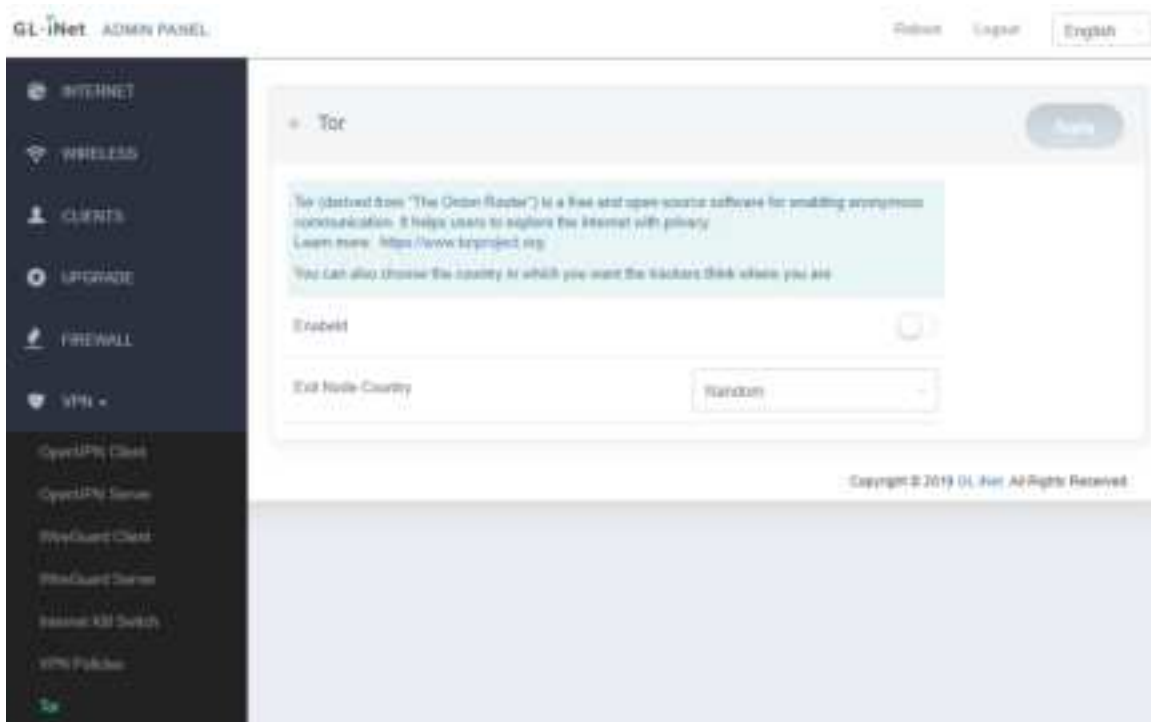 GL·iNet ADMIN PANEL
Reboot Logout English
INTERNET
WIRELESS
CLIENTS
UPGRADE
FIREWALL
VPN
OpenVPN Client
OpenVPN Server
WireGuard Client
WireGuard Server
Internet Kill Switch
VPN Policies
Tor
Tor
Apply
Tor (derived from "The Onion Router") is a free and open-source software for enabling anonymous
communication. It helps users to explore the Internet with privacy.
Learn more: https://www.torproject.org
You can also choose the country in which you want the trackers think where you are
Enabeld
Exit Node Country
Random
Copyright © 2019 GL.iNet. All Rights Reserved.